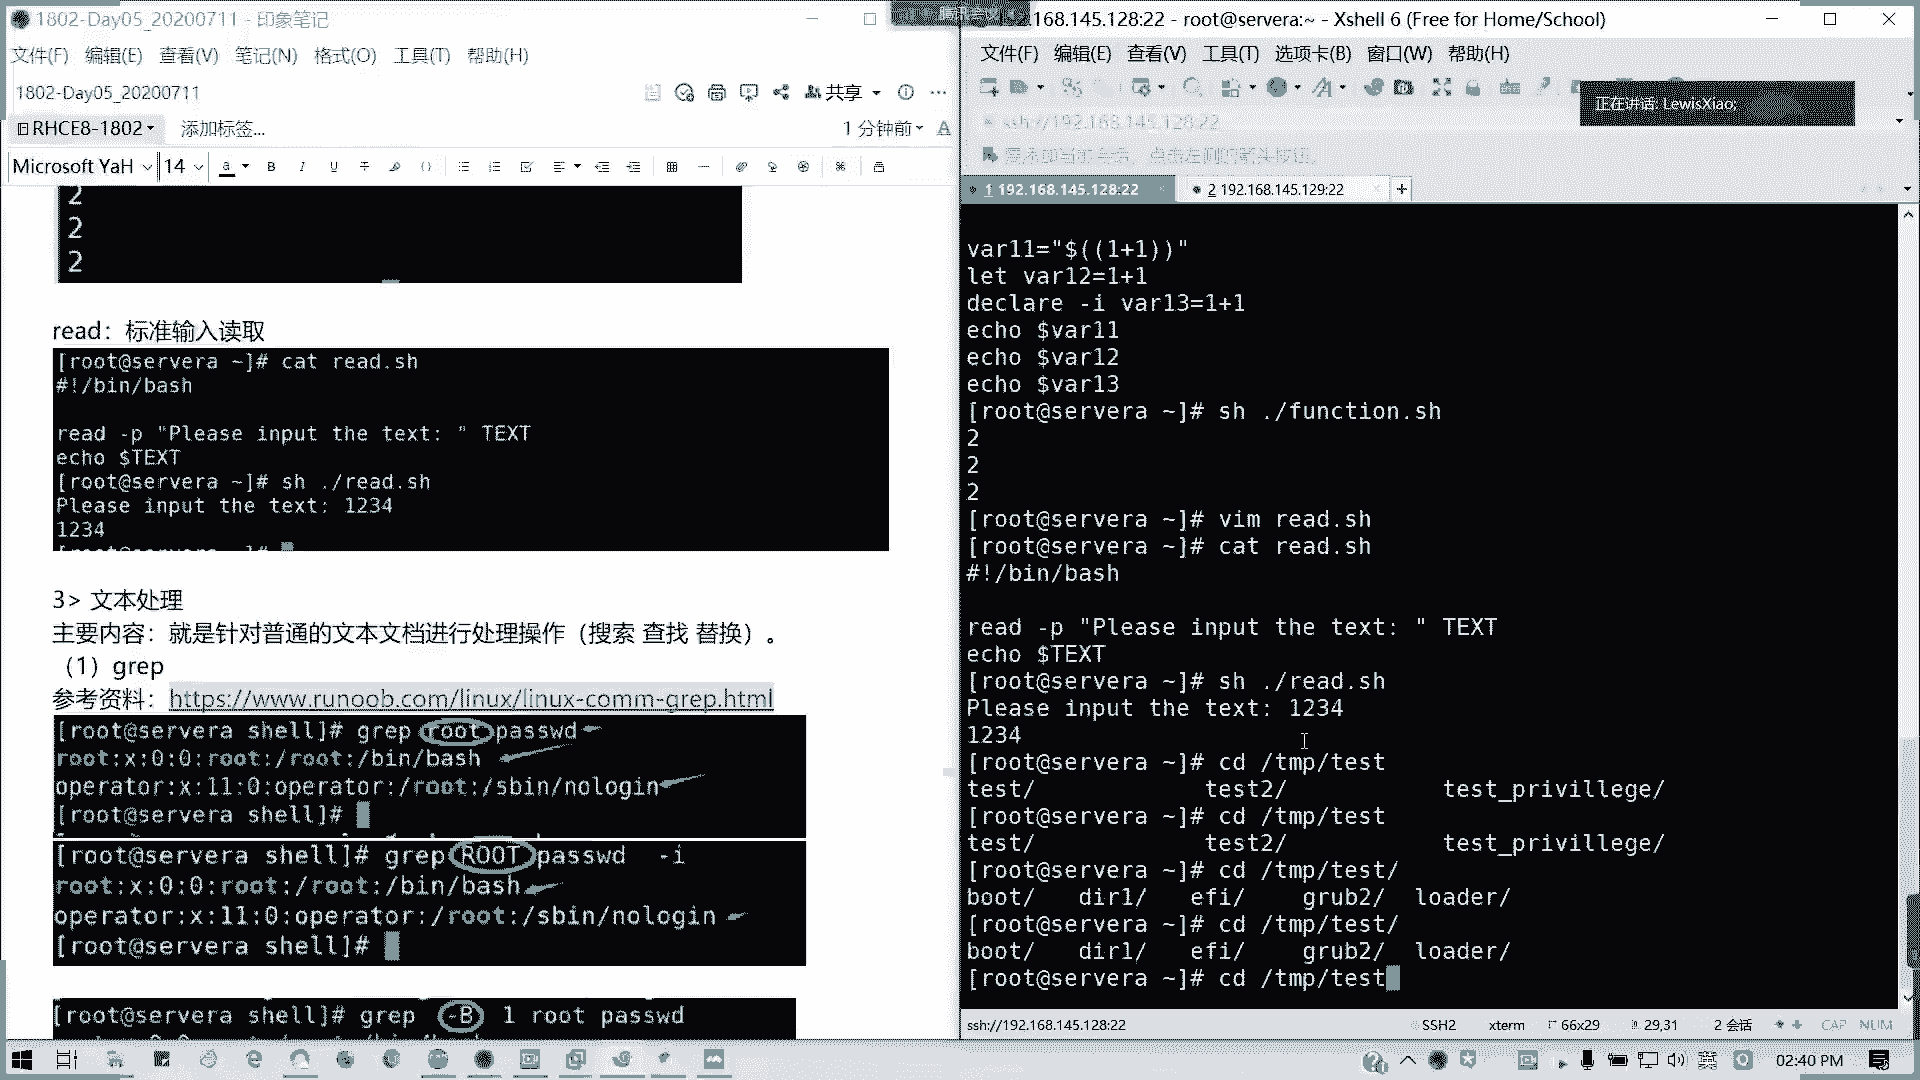 1802-Day05_20200711 - 印象笔记
文件(F) 编辑(E) 查看(V) 笔记(N) 格式(O) 工具(T) 帮助(H)
1802-Day05_20200711
共享
RHCE8-1802
添加标签...
1 分钟前
Microsoft YaH 14
2
2
2
read：标准输入读取
[root@servera ~]# cat read.sh
#!/bin/bash
read -p "Please input the text: " TEXT
echo $TEXT
[root@servera ~]# sh ./read.sh
Please input the text: 1234
1234
3> 文本处理
主要内容：就是针对普通的文本文档进行处理操作（搜索 查找 替换）。
（1）grep
参考资料：https://www.runoob.com/linux/linux-comm-grep.html
[root@servera shell]# grep root passwd
root:x:0:0:root:/root:/bin/bash
operator:x:11:0:operator:/root:/sbin/nologin
[root@servera shell]#
[root@servera shell]# grep ROOT passwd -i
root:x:0:0:root:/root:/bin/bash
operator:x:11:0:operator:/root:/sbin/nologin
[root@servera shell]#
[root@servera shell]# grep -B 1 root passwd
168.145.128:22 - root@servera:~ - Xshell 6 (Free for Home/School)
文件(F) 编辑(E) 查看(V) 工具(T) 选项卡(B) 窗口(W) 帮助(H)
正在讲话: LewisXiao;
ssh://192.168.145.128:22
1 192.168.145.128:22
2 192.168.145.129:22
var11="$((1+1))"
let var12=1+1
declare -i var13=1+1
echo $var11
echo $var12
echo $var13
[root@servera ~]# sh ./function.sh
2
2
2
[root@servera ~]# vim read.sh
[root@servera ~]# cat read.sh
#!/bin/bash
read -p "Please input the text: " TEXT
echo $TEXT
[root@servera ~]# sh ./read.sh
Please input the text: 1234
1234
[root@servera ~]# cd /tmp/test
test/ test2/ test_privillege/
[root@servera ~]# cd /tmp/test
test/ test2/ test_privillege/
[root@servera ~]# cd /tmp/test/
boot/ dir1/ efi/ grub2/ loader/
[root@servera ~]# cd /tmp/test/
boot/ dir1/ efi/ grub2/ loader/
[root@servera ~]# cd /tmp/test
ssh://192.168.145.128:22 SSH2 xterm 66x29 29,31 2 会话 CAP NUM
英
02:40 PM